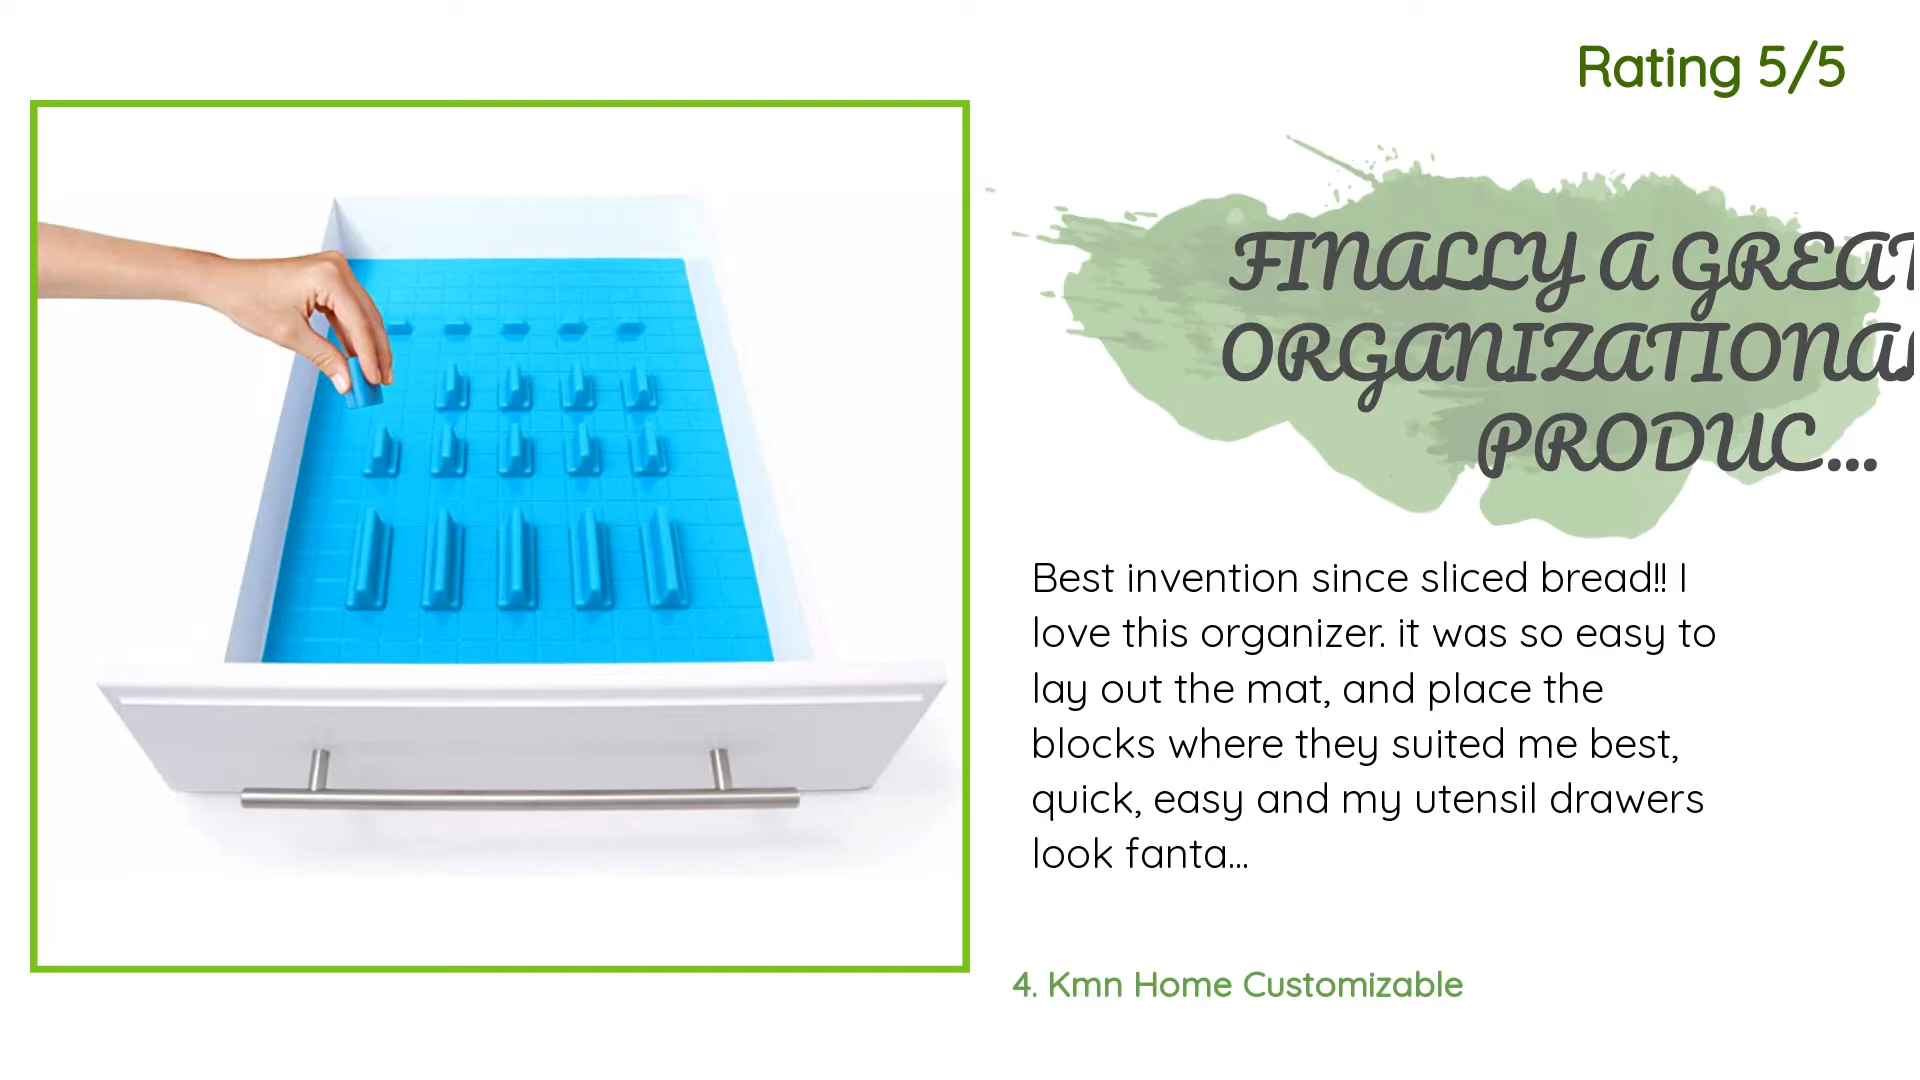 Rating 5/5
FINALLY A GREAT
ORGANIZATIONAL
PRODUC...
Best invention since sliced bread!! I
love this organizer. it was so easy to
lay out the mat, and place the
blocks where they suited me best,
quick, easy and my utensil drawers
look fanta...
4. Kmn Home Customizable